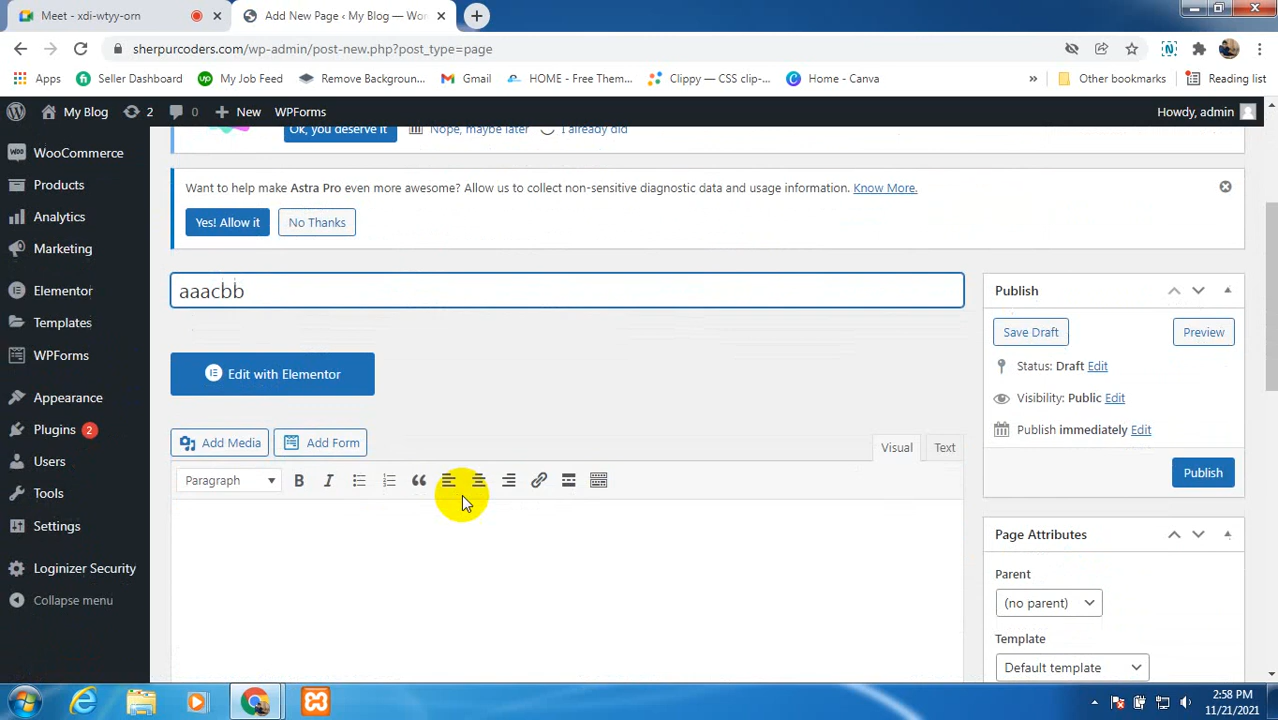 Meet - xdi-wtyy-orn
Add New Page ‹ My Blog — Wor
sherpurcoders.com/wp-admin/post-new.php?post_type=page
Apps
Seller Dashboard
up My Job Feed
Remove Background...
Gmail
HOME - Free Them...
Clippy — CSS clip-...
Home - Canva
»
Other bookmarks
Reading list
My Blog
2
0
New
WPForms
Howdy, admin
Ok, you deserve it
Nope, maybe later
I already did
WooCommerce
Products
Analytics
Marketing
Elementor
Templates
WPForms
Appearance
Plugins 2
Users
Tools
Settings
Loginizer Security
Collapse menu
Want to help make Astra Pro even more awesome? Allow us to collect non-sensitive diagnostic data and usage information. Know More.
Yes! Allow it
No Thanks
aaacbb
Edit with Elementor
Add Media
Add Form
Visual
Text
Paragraph
B
I
Publish
Save Draft
Preview
Status: Draft Edit
Visibility: Public Edit
Publish immediately Edit
Publish
Page Attributes
Parent
(no parent)
Template
Default template
2:58 PM
11/21/2021